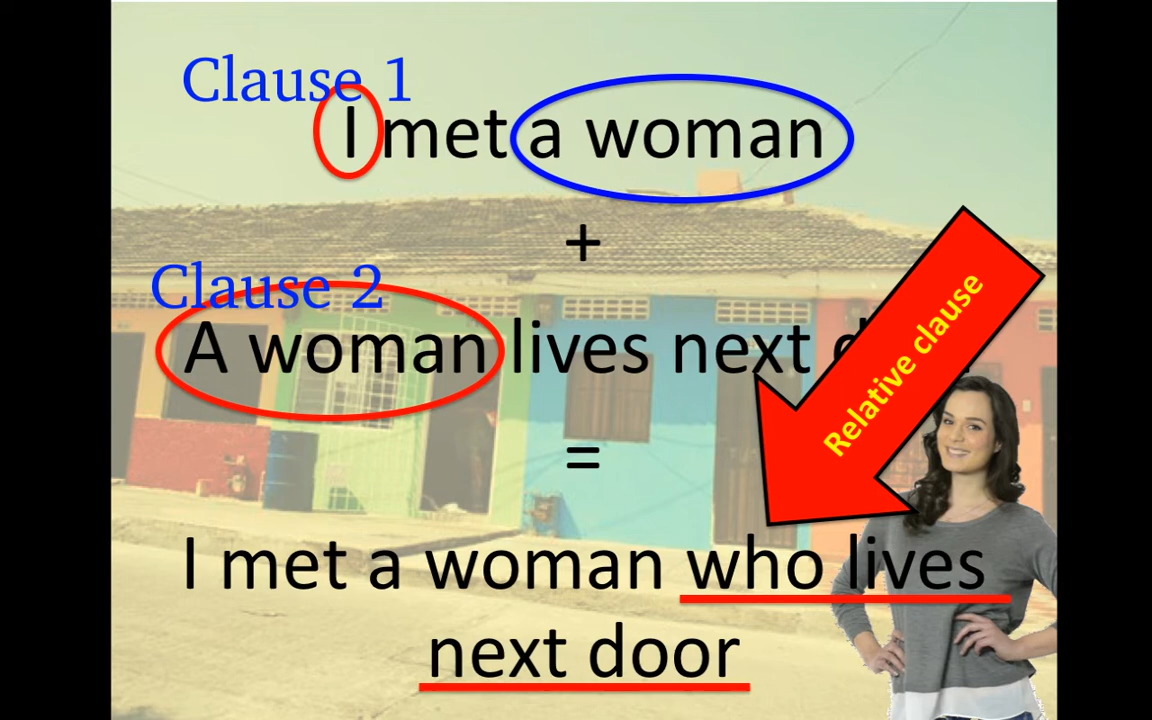 Clause 1
I met a woman
+
Clause 2
A woman lives next
=
Relative clause
I met a woman who lives
next door